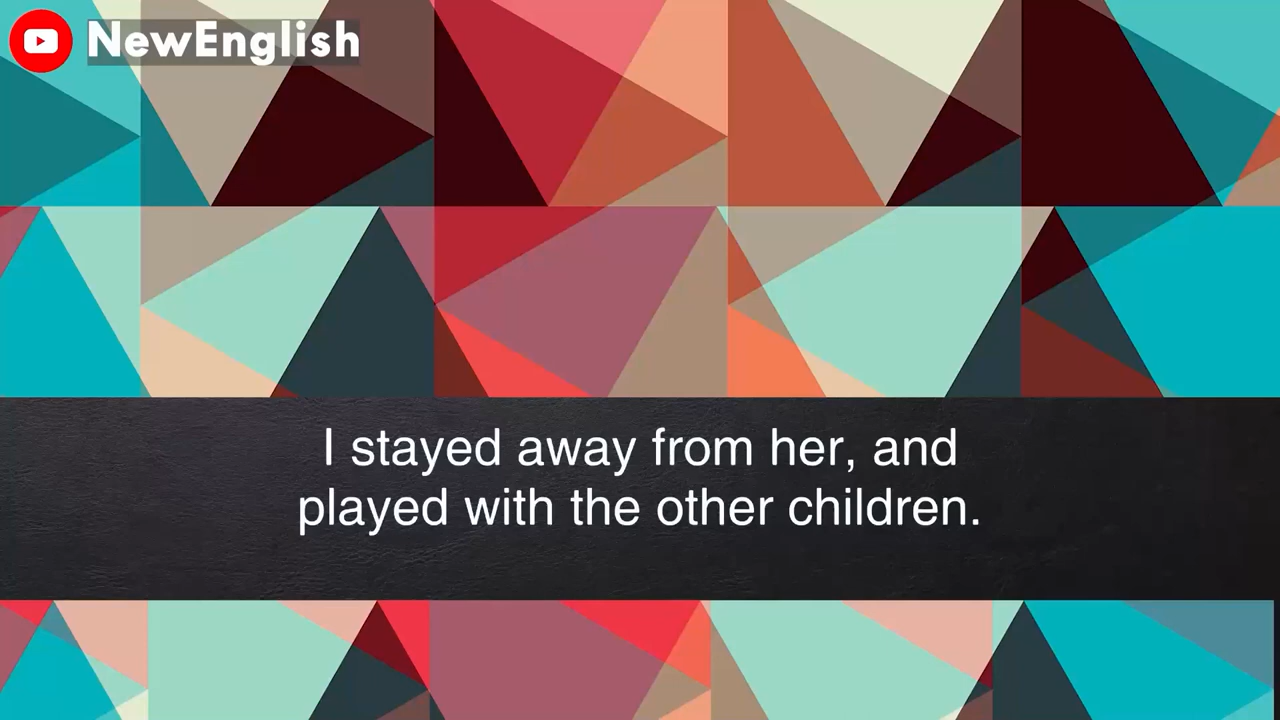 NewEnglish
I stayed away from her, and
played with the other children.